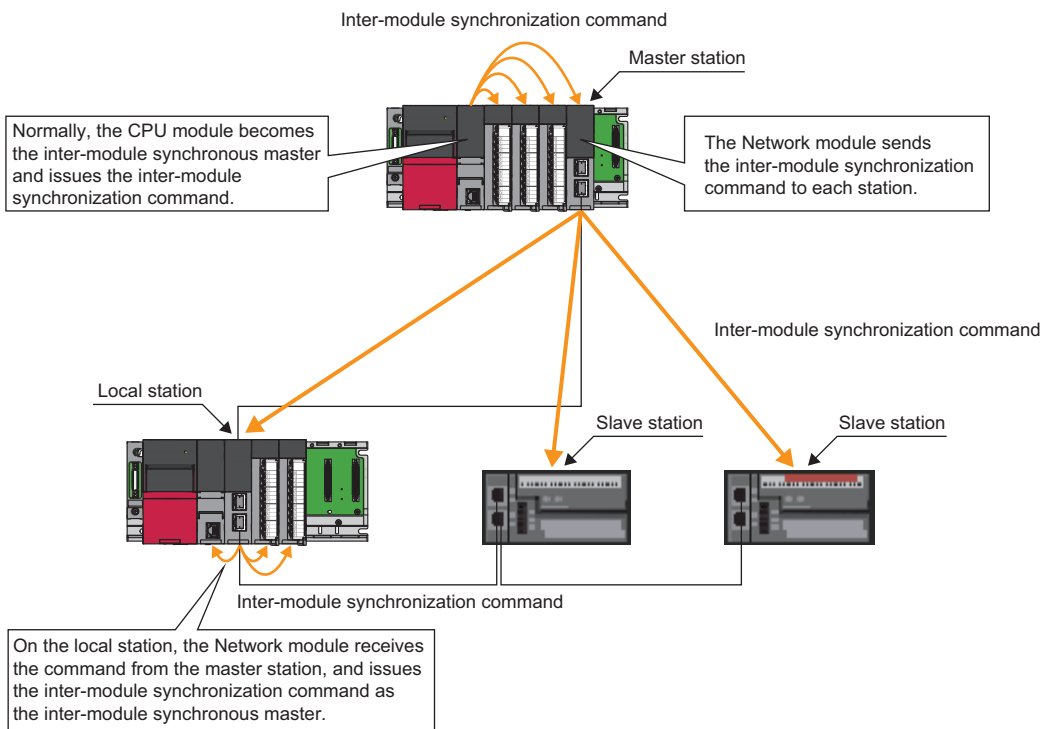 Inter-module synchronization command
Master station
Normally, the CPU module becomes
the inter-module synchronous master
and issues the inter-module
synchronization command.
The Network module sends
the inter-module synchronization
command to each station.
Inter-module synchronization command
Local station
Slave station
Slave station
Inter-module synchronization command
On the local station, the Network module receives
the command from the master station, and issues
the inter-module synchronization command as
the inter-module synchronous master.